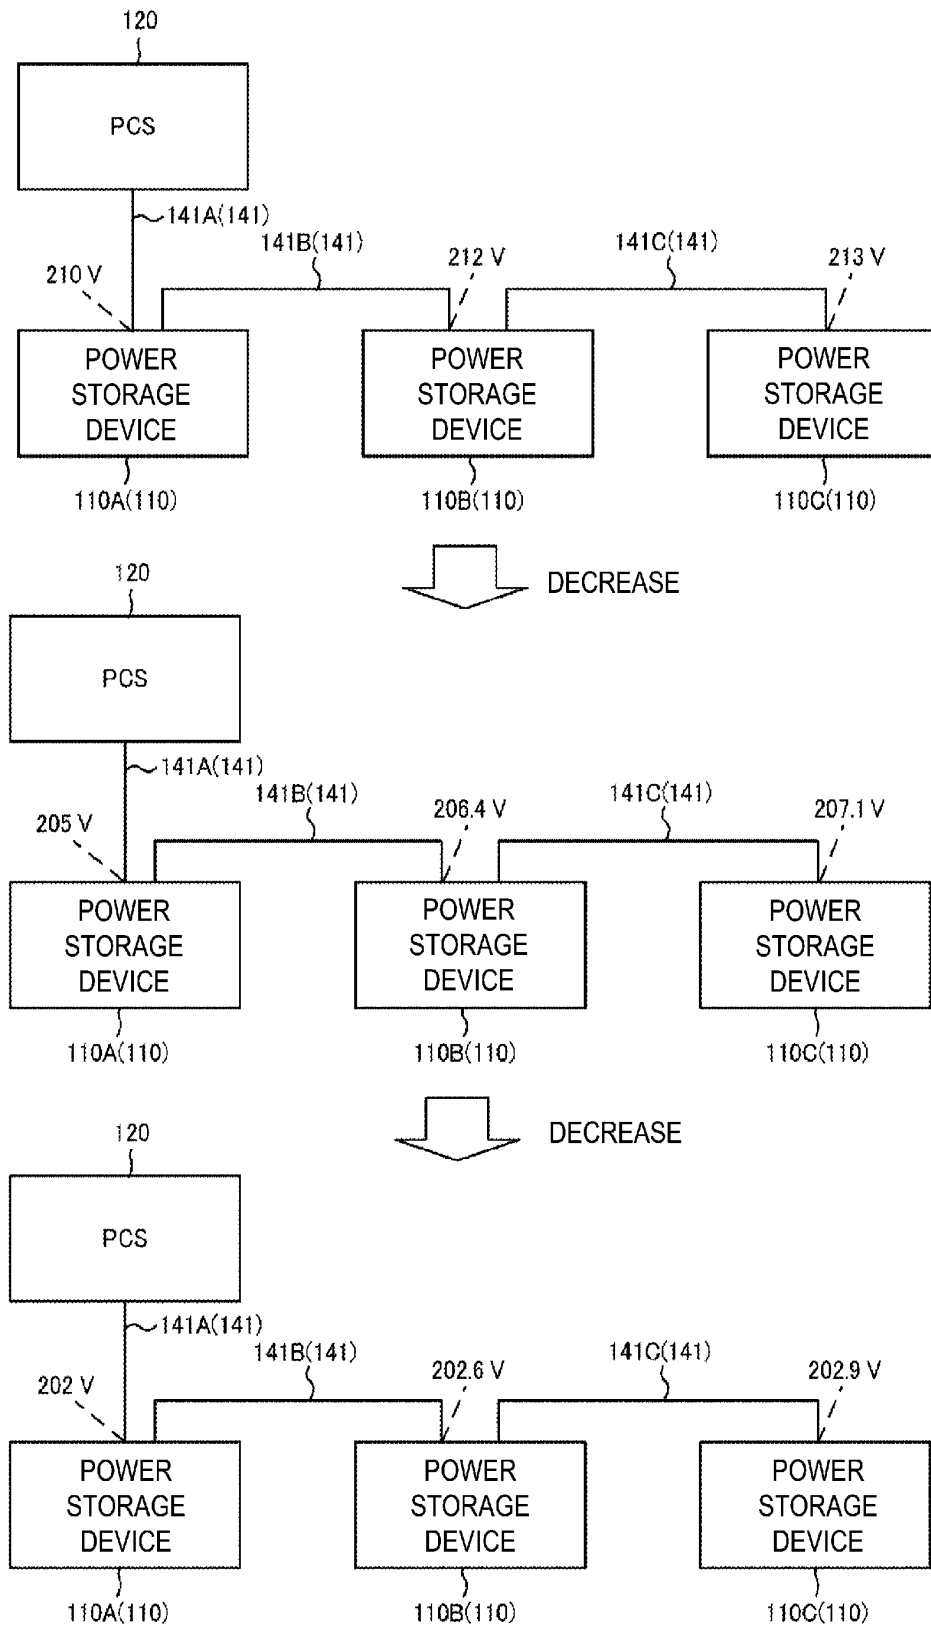 120
PCS
141A(141)
141B(141)
141C(141)
210 V
212 V
213 V
POWER
STORAGE
DEVICE
POWER
STORAGE
DEVICE
POWER
STORAGE
DEVICE
110A(110)
110B(110)
110C(110)
DECREASE
120
PCS
141A(141)
141B(141)
141C(141)
205 V
206.4 V
207.1 V
POWER
STORAGE
DEVICE
POWER
STORAGE
DEVICE
POWER
STORAGE
DEVICE
110A(110)
110B(110)
110C(110)
DECREASE
120
PCS
141A(141)
141B(141)
141C(141)
202 V
202.6 V
202.9 V
POWER
STORAGE
DEVICE
POWER
STORAGE
DEVICE
POWER
STORAGE
DEVICE
110A(110)
110B(110)
110C(110)